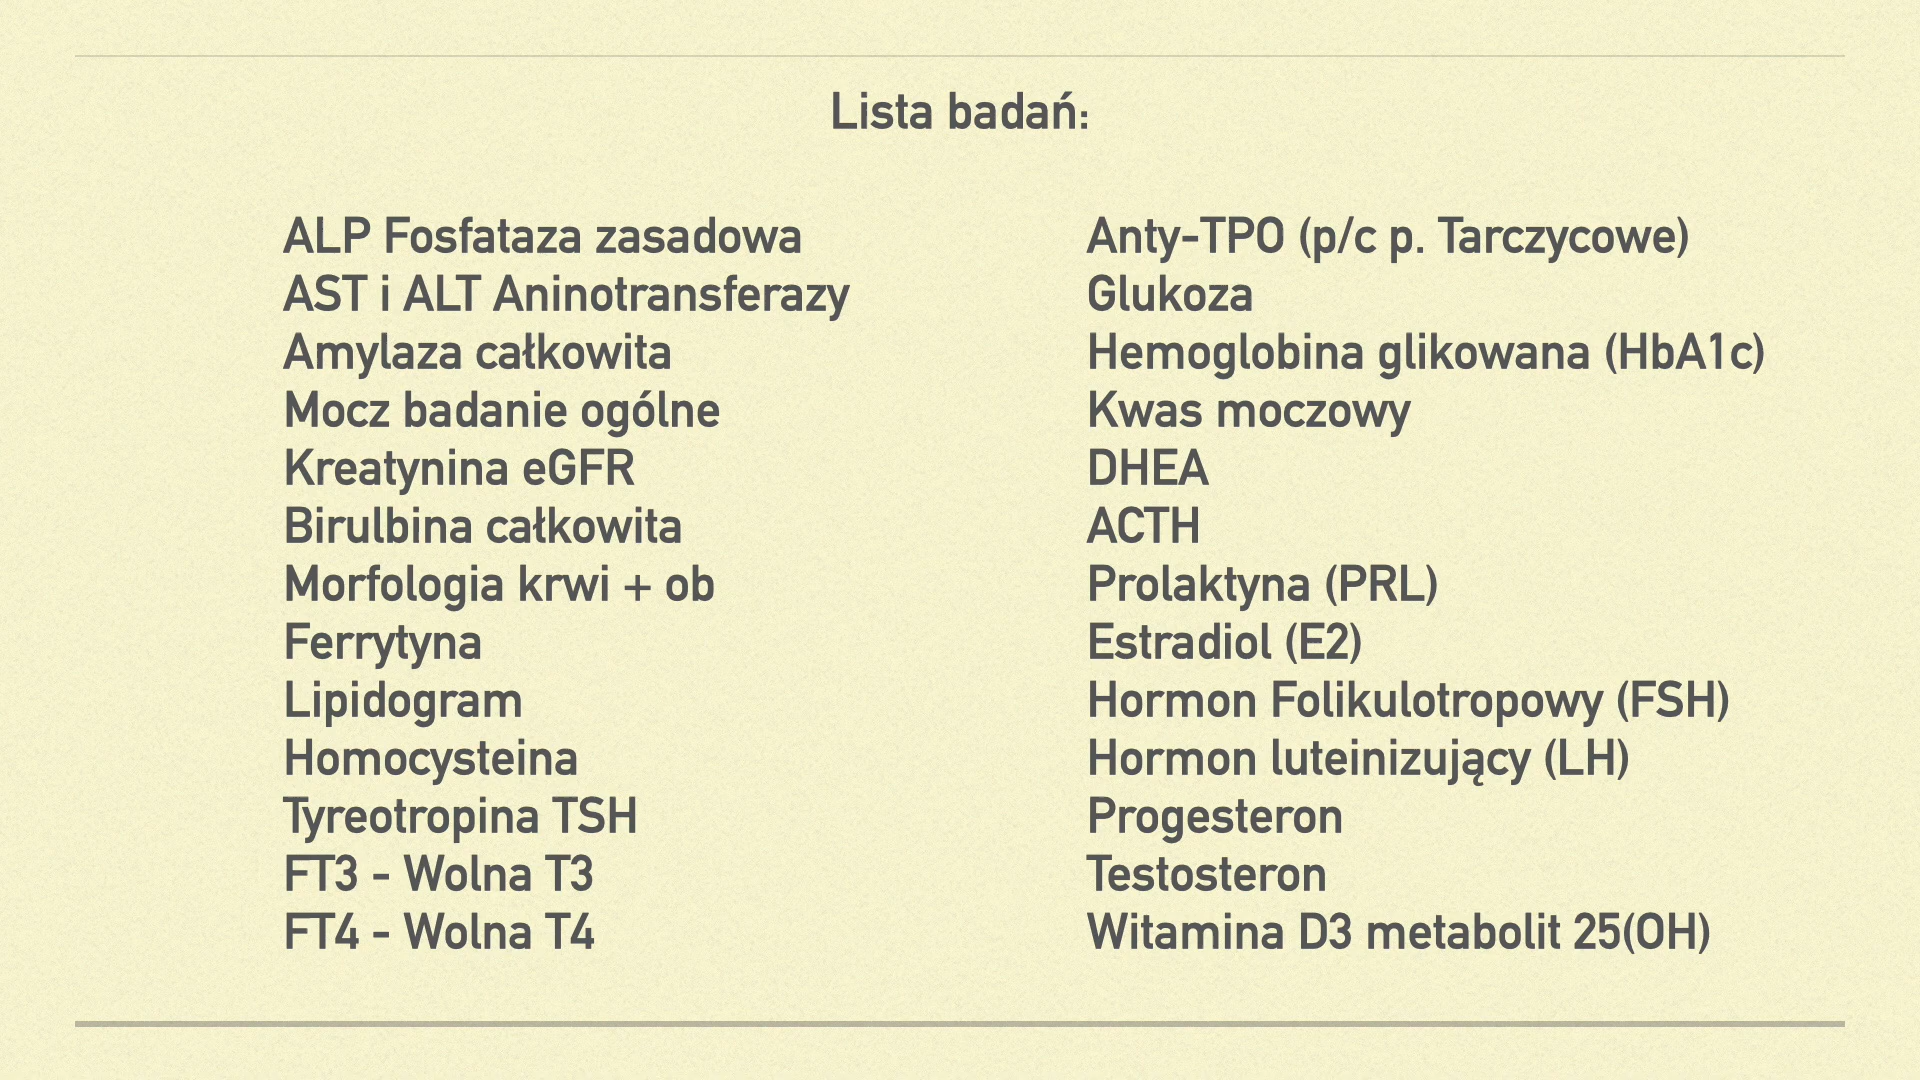 Lista badań:
ALP Fosfataza zasadowa
AST i ALT Aninotransferazy
Amylaza całkowita
Mocz badanie ogólne
Kreatynina eGFR
Birulbina całkowita
Morfologia krwi + ob
Ferrytyna
Lipidogram
Homocysteina
Tyreotropina TSH
FT3 - Wolna T3
FT4 - Wolna T4
Anty-TPO (p/c p. Tarczycowe)
Glukoza
Hemoglobina glikowana (HbA1c)
Kwas moczowy
DHEA
ACTH
Prolaktyna (PRL)
Estradiol (E2)
Hormon Folikulotropowy (FSH)
Hormon luteinizujący (LH)
Progesteron
Testosteron
Witamina D3 metabolit 25(OH)